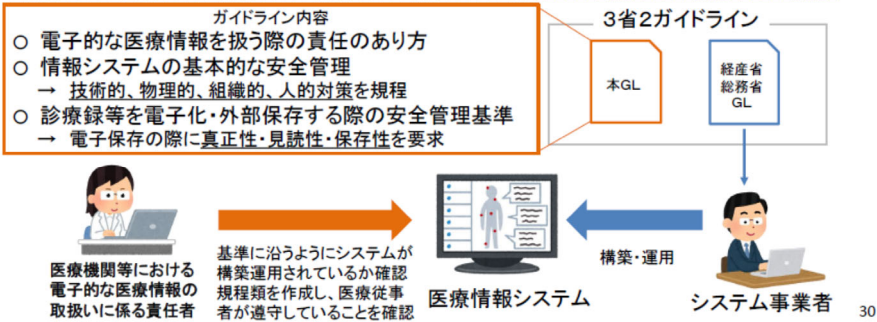 ガイドライン内容
○ 電子的な医療情報を扱う際の責任のあり方
○ 情報システムの基本的な安全管理
→ 技術的、物理的、組織的、人的対策を規程
○ 診療録等を電子化・外部保存する際の安全管理基準
→ 電子保存の際に真正性・見読性・保存性を要求
3省2ガイドライン
本GL
経産省
総務省
GL
医療機関等における
電子的な医療情報の
取扱いに係る責任者
基準に沿うようにシステムが
構築運用されているか確認
規程類を作成し、医療従事
者が遵守していることを確認
医療情報システム
構築・運用
システム事業者
30